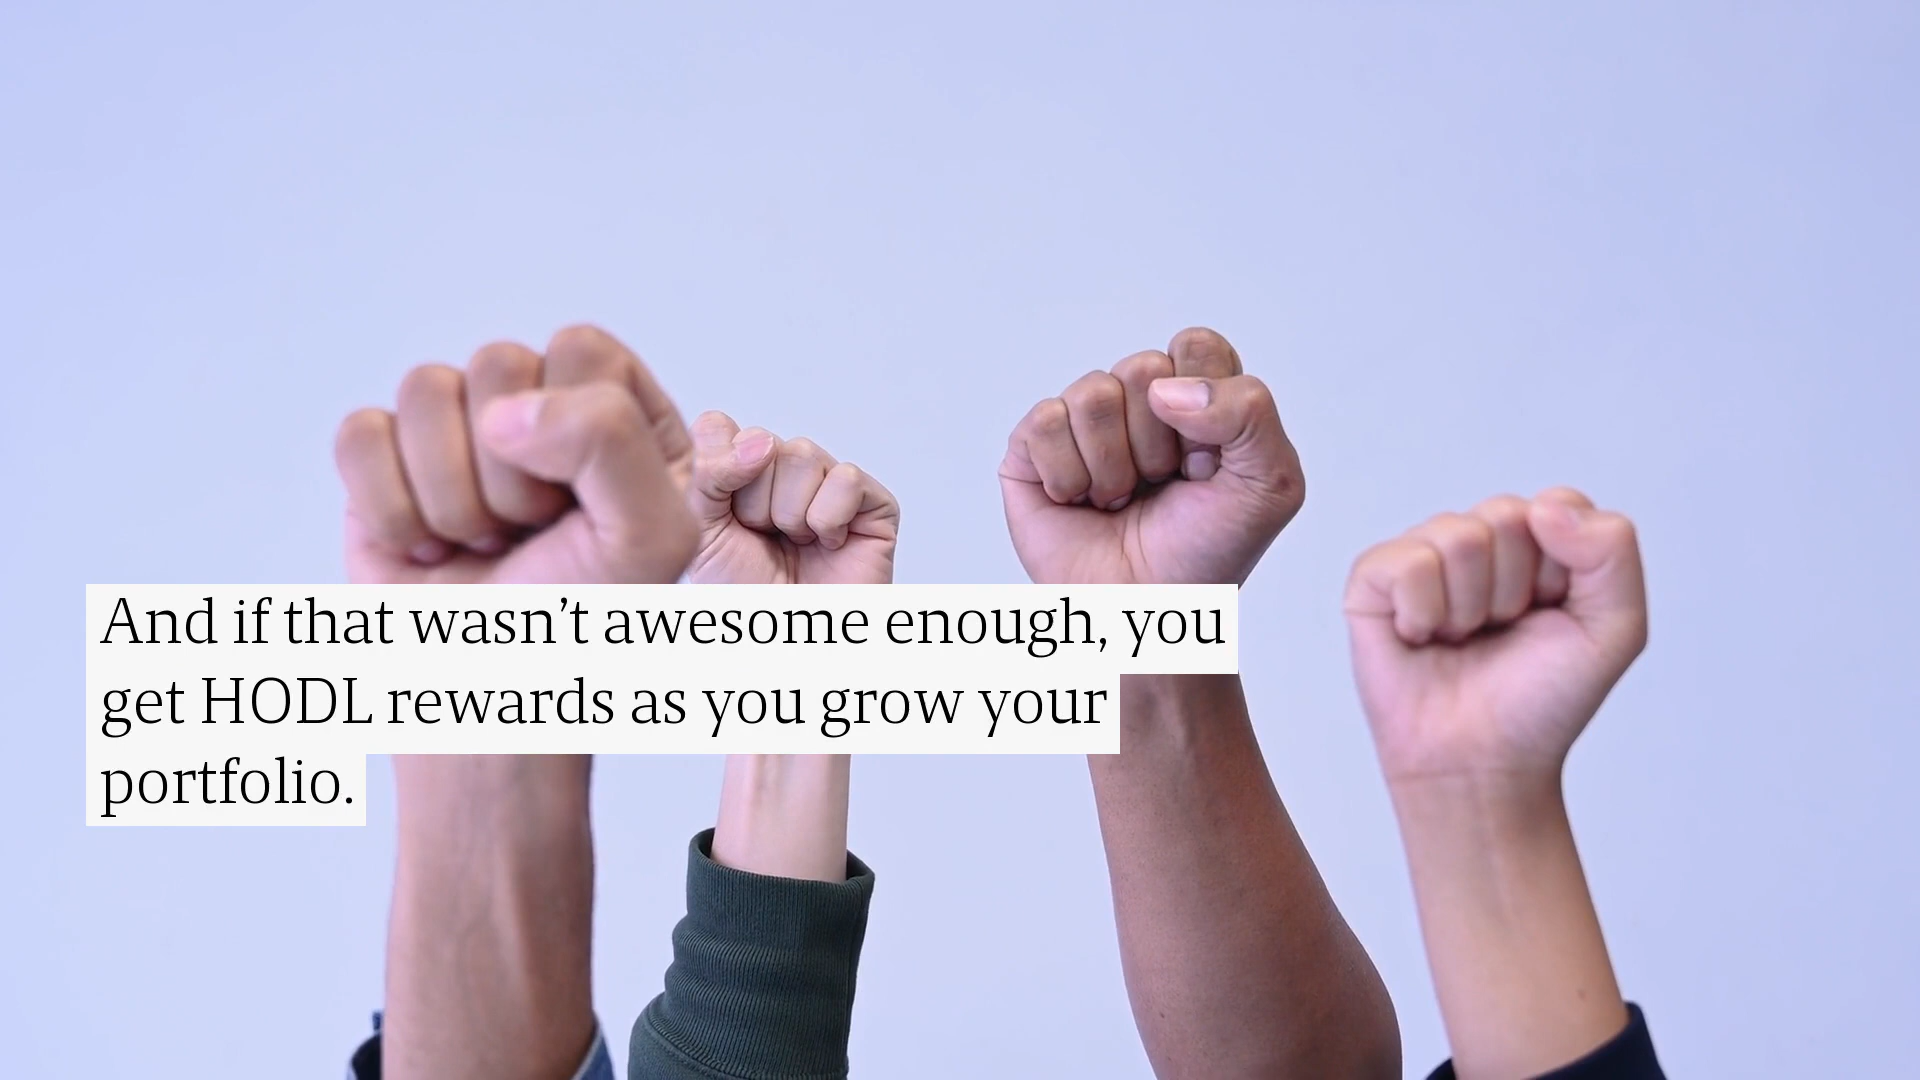 And if that wasn’t awesome enough, you
get HODL rewards as you grow your
portfolio.